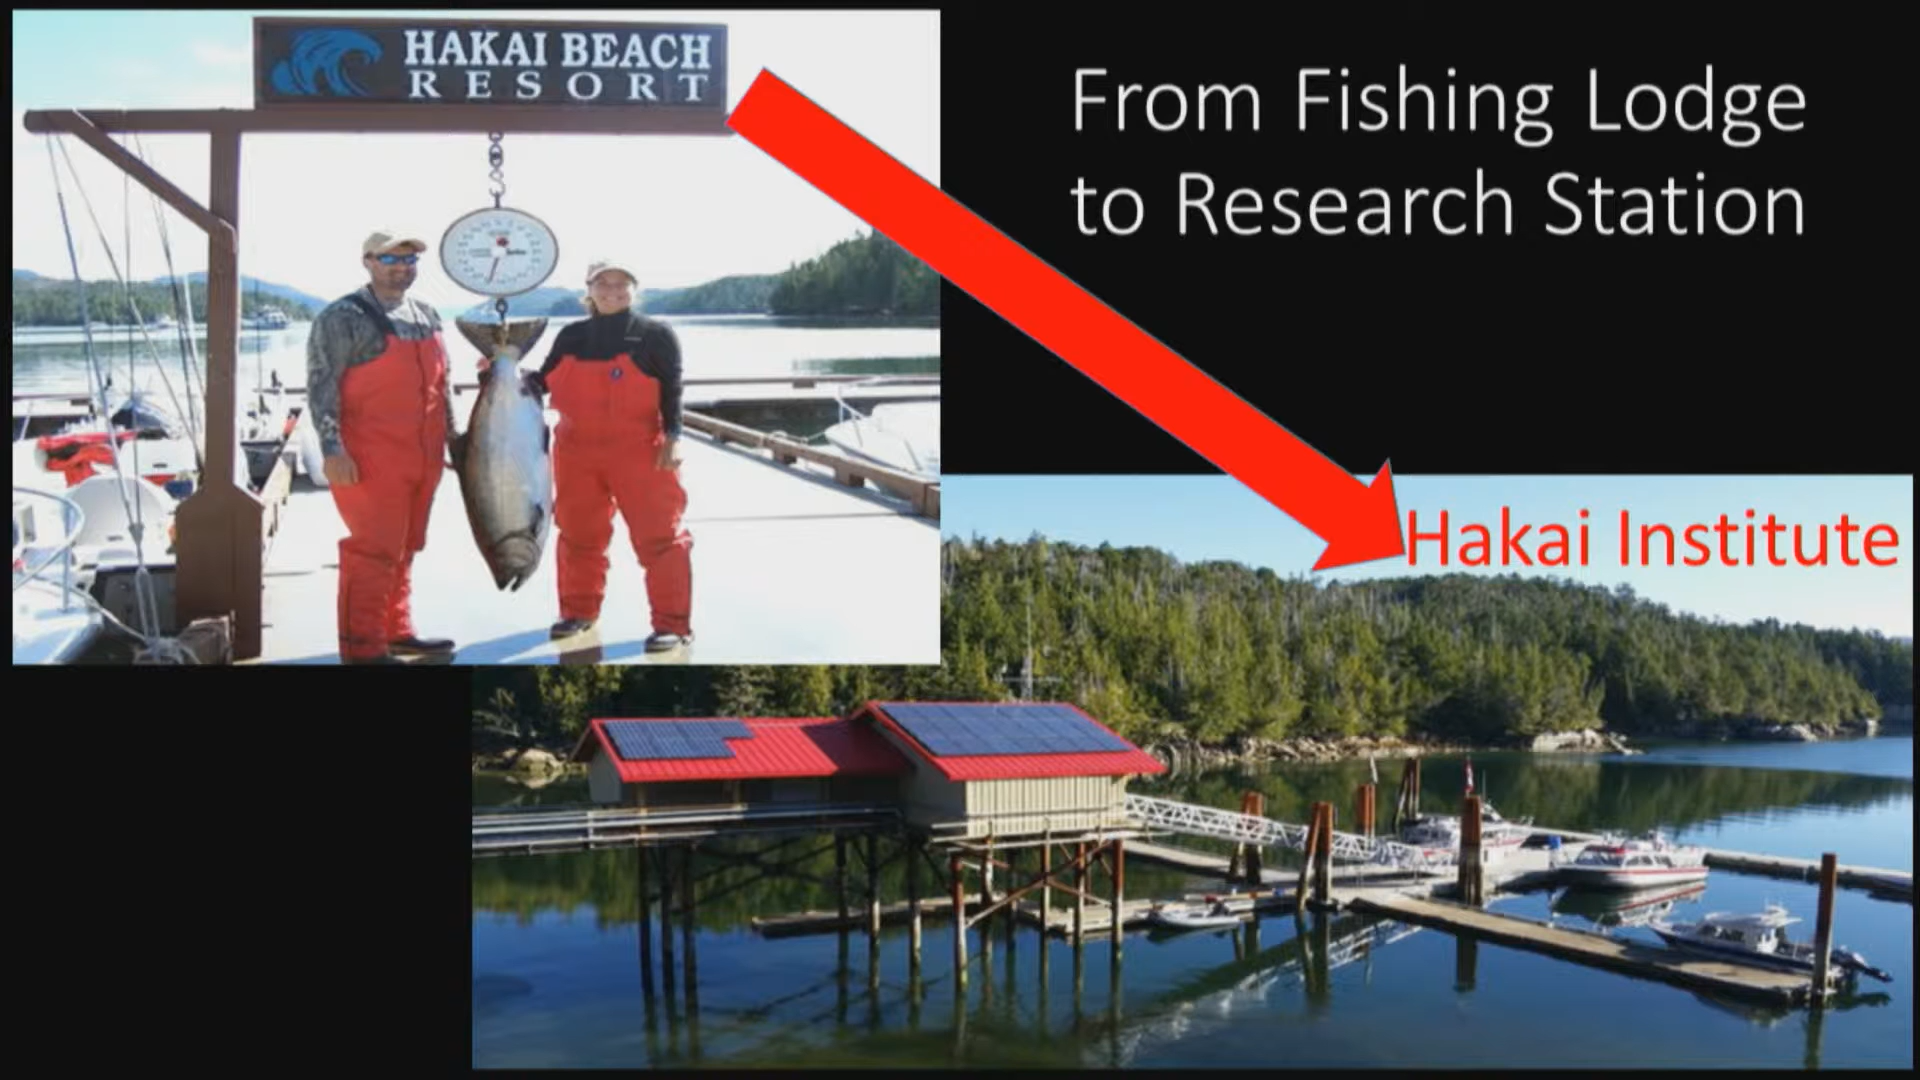 HAKAI BEACH
RESORT
From Fishing Lodge
to Research Station
Hakai Institute